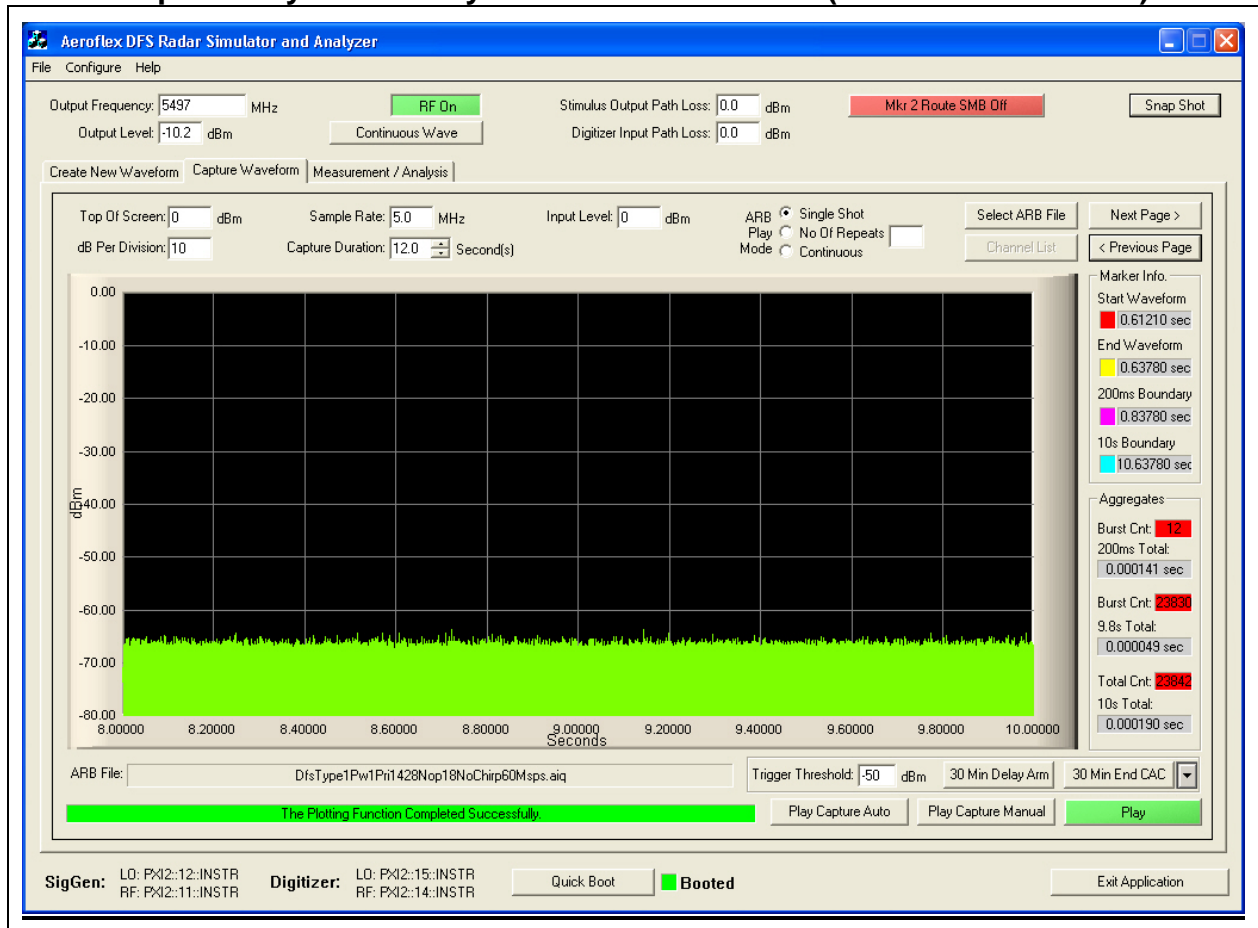 Aeroflex DFS Radar Simulator and Analyzer
File Configure Help
Output Frequency: 5497 MHz RF On Stimulus Output Path Loss: 0.0 dBm Mkr 2 Route SMB Off Snap Shot
Output Level: -10.2 dBm Continuous Wave Digitizer Input Path Loss: 0.0 dBm
Create New Waveform Capture Waveform Measurement / Analysis
Top Of Screen: 0 dBm Sample Rate: 5.0 MHz Input Level: 0 dBm ARB Play Mode Single Shot Select ARB File Next Page >
No Of Repeats
dB Per Division: 10 Capture Duration: 12.0 Second(s) Continuous Channel List < Previous Page
0.00
-10.00
-20.00
-30.00
-40.00
-50.00
-60.00
-70.00
-80.00
dBm
8.00000 8.20000 8.40000 8.60000 8.80000 9.00000 9.20000 9.40000 9.60000 9.80000 10.00000
Seconds
Marker Info.
Start Waveform
0.61210 sec
End Waveform
0.63780 sec
200ms Boundary
0.83780 sec
10s Boundary
10.63780 sec
Aggregates
Burst Cnt: 12
200ms Total:
0.000141 sec
Burst Cnt: 23830
9.8s Total:
0.000049 sec
Total Cnt: 23842
10s Total:
0.000190 sec
ARB File: DfsType1Pw1Pri1428Nop18NoChirp60Msps.aiq Trigger Threshold: -50 dBm 30 Min Delay Arm 30 Min End CAC
The Plotting Function Completed Successfully. Play Capture Auto Play Capture Manual Play
SigGen: LO: PXI2::12::INSTR Digitizer: LO: PXI2::15::INSTR Quick Boot Booted Exit Application
RF: PXI2::11::INSTR RF: PXI2::14::INSTR